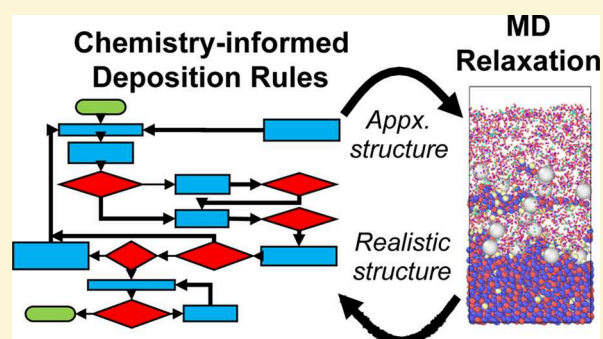 Chemistry-informed
Deposition Rules
MD
Relaxation
Appx.
structure
Realistic
structure